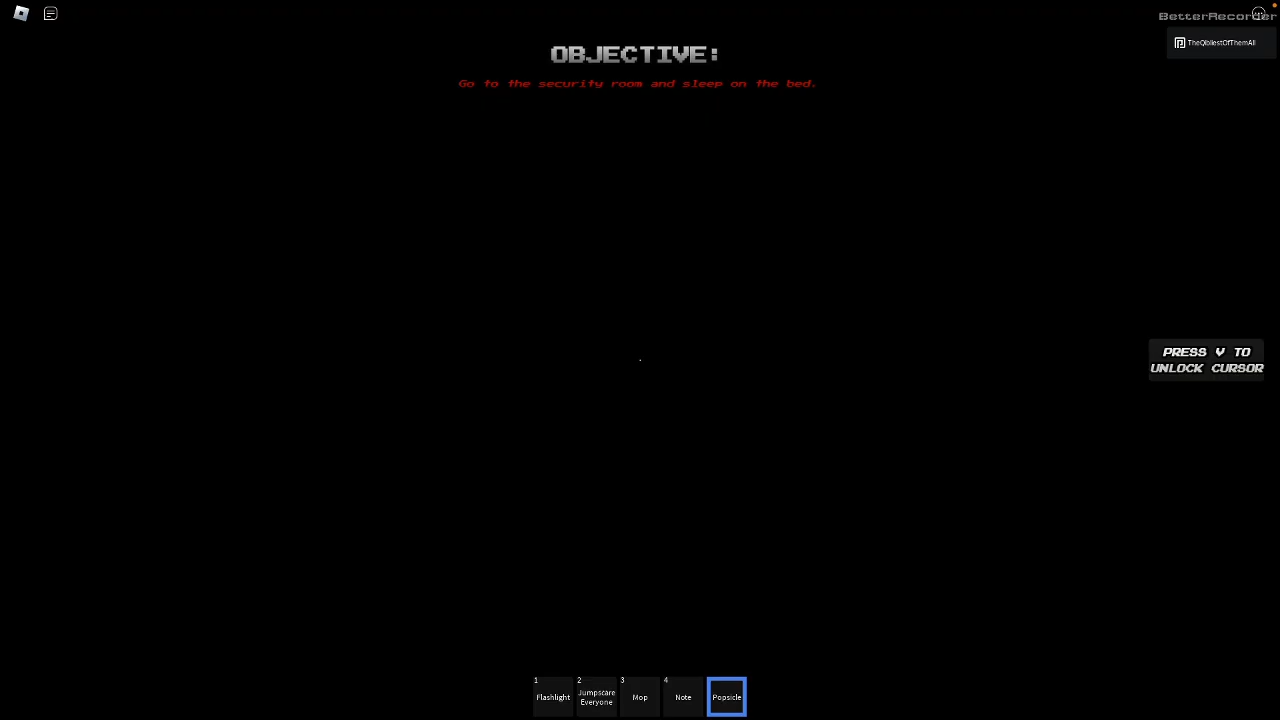 BetterRecorder
OBJECTIVE:
TheQibliestOfThemAll
Go to the security room and sleep on the bed.
PRESS V TO
UNLOCK CURSOR
1
Flashlight
2
Jumpscare
Everyone
3
Mop
4
Note
Popsicle